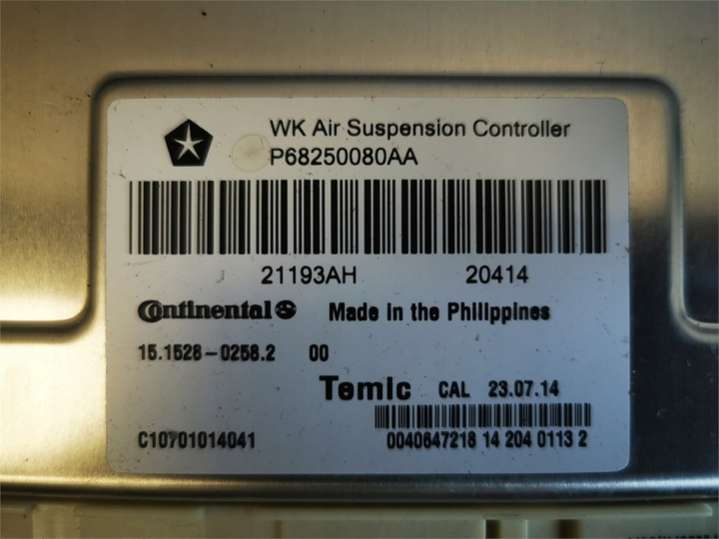 WK Air Suspension Controller
P68250080AA
21193AH 20414
Continental Made in the Philippines
15.1528-0258.2 00
Temic CAL 23.07.14
C10701014041 0040647218 14 204 0113 2